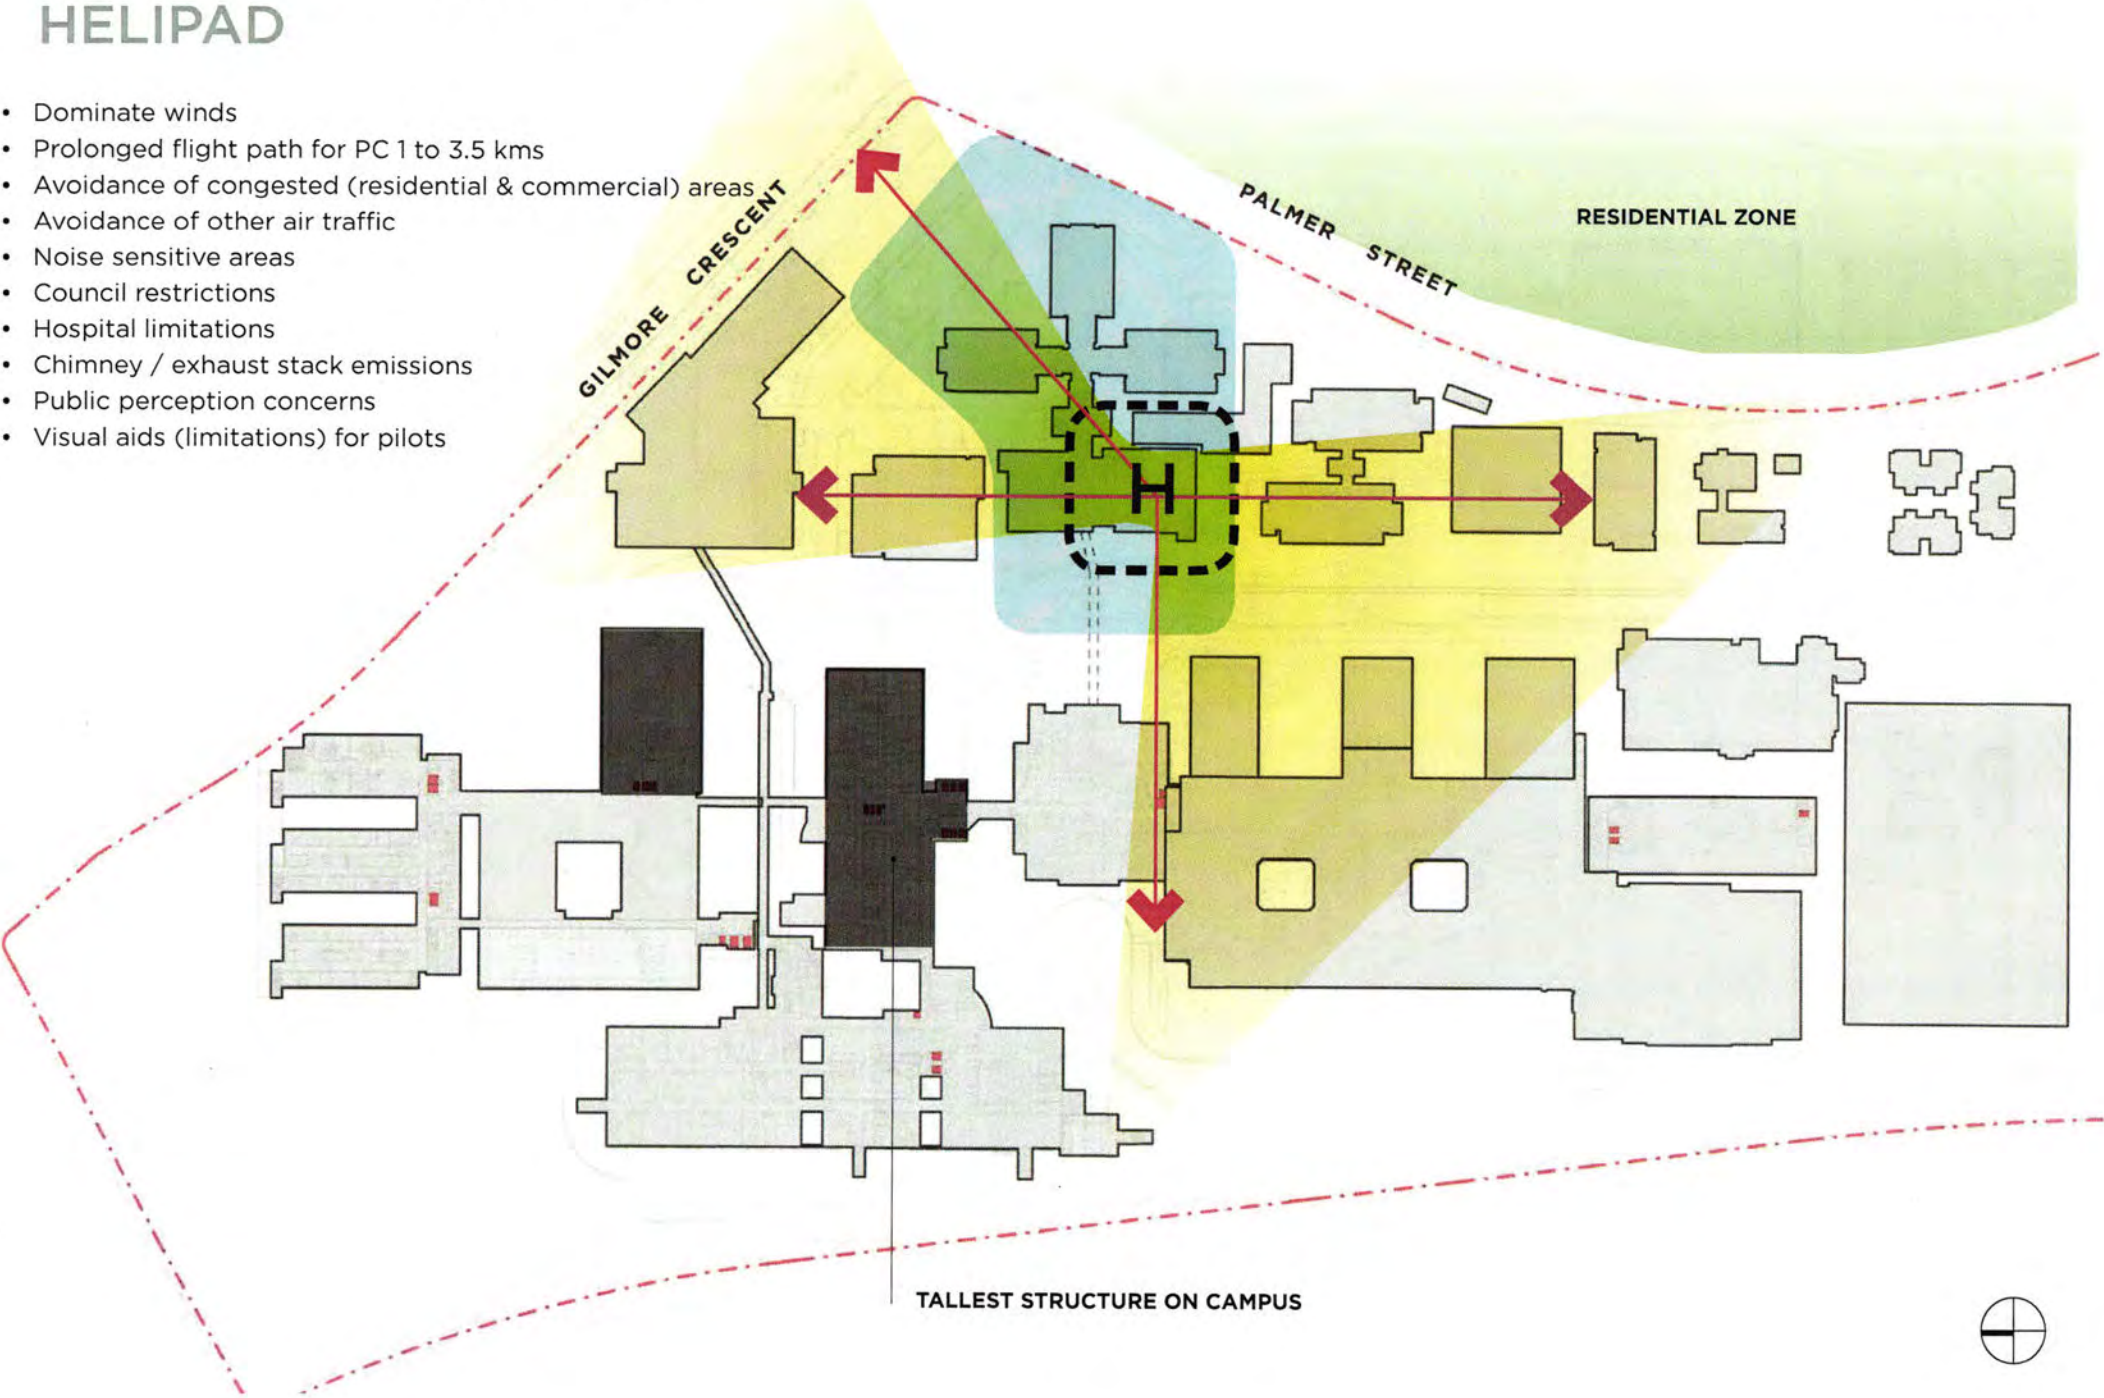 HELIPAD
• Dominate winds
• Prolonged flight path for PC 1 to 3.5 kms
• Avoidance of congested (residential & commercial) areas
• Avoidance of other air traffic
• Noise sensitive areas
• Council restrictions
• Hospital limitations
• Chimney / exhaust stack emissions
• Public perception concerns
• Visual aids (limitations) for pilots
GILMORE CRESCENT
PALMER STREET
RESIDENTIAL ZONE
H
TALLEST STRUCTURE ON CAMPUS